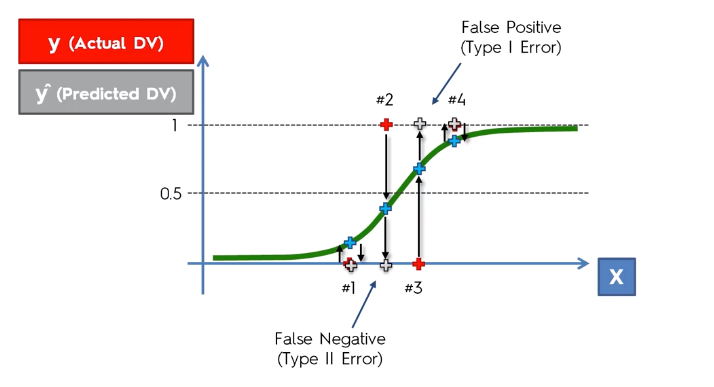 y (Actual DV)
ŷ (Predicted DV)
False Positive
(Type I Error)
#2
#4
1
0.5
#1
#3
X
False Negative
(Type II Error)